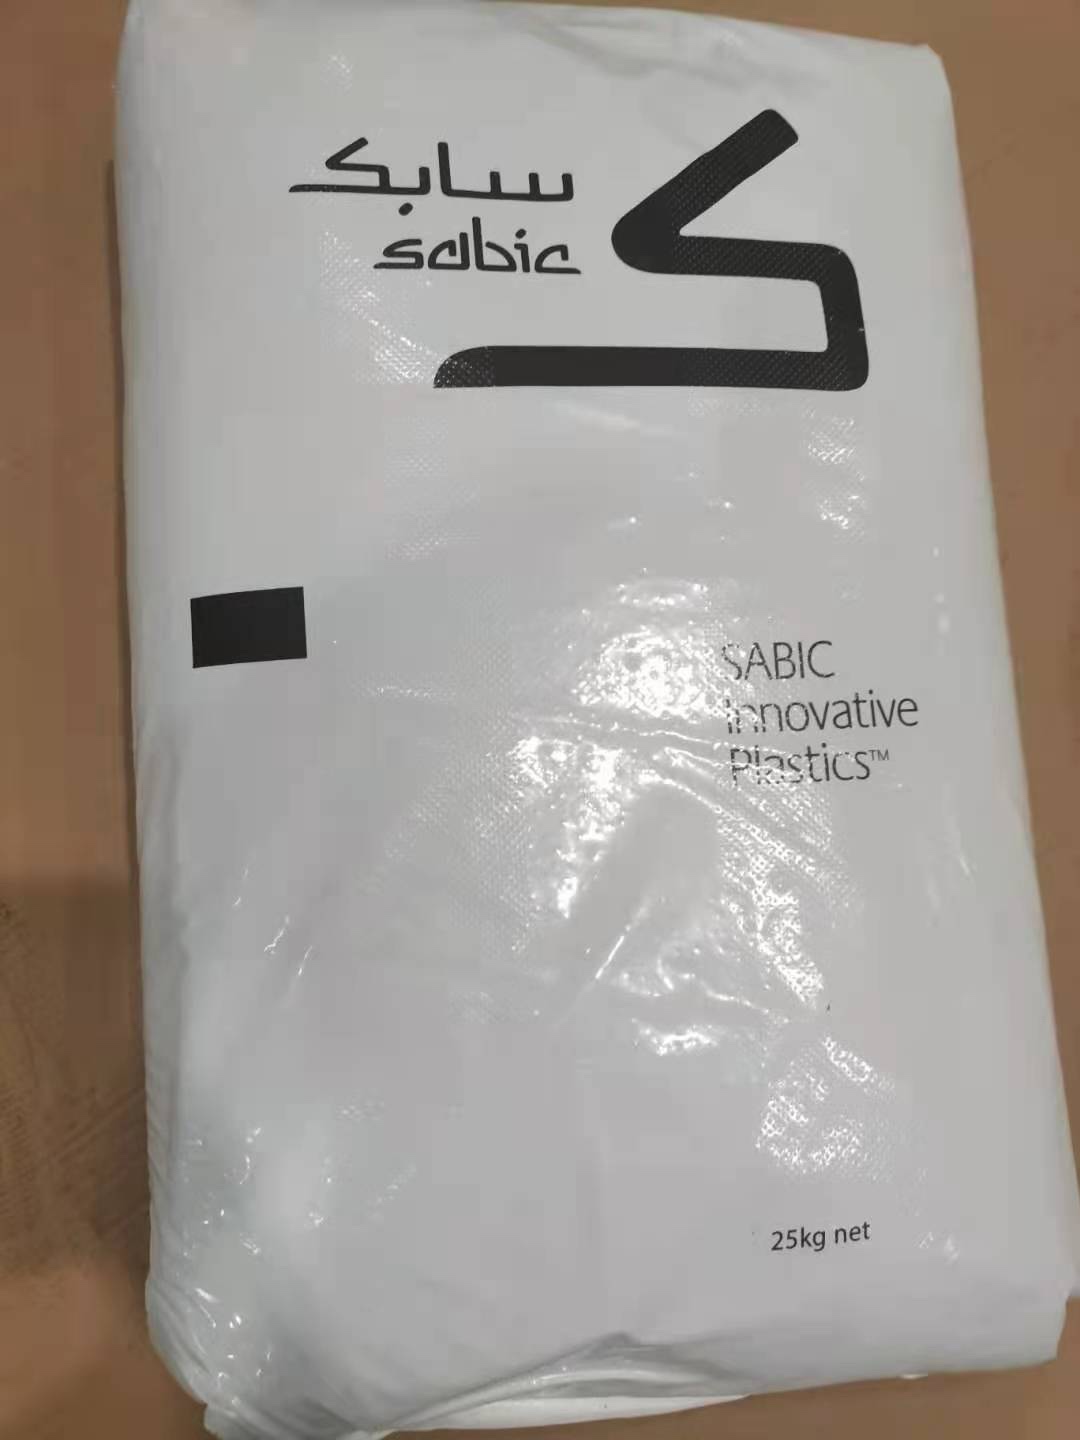 سابك
sabic
SABIC
Innovative
Plastics™
25kg net